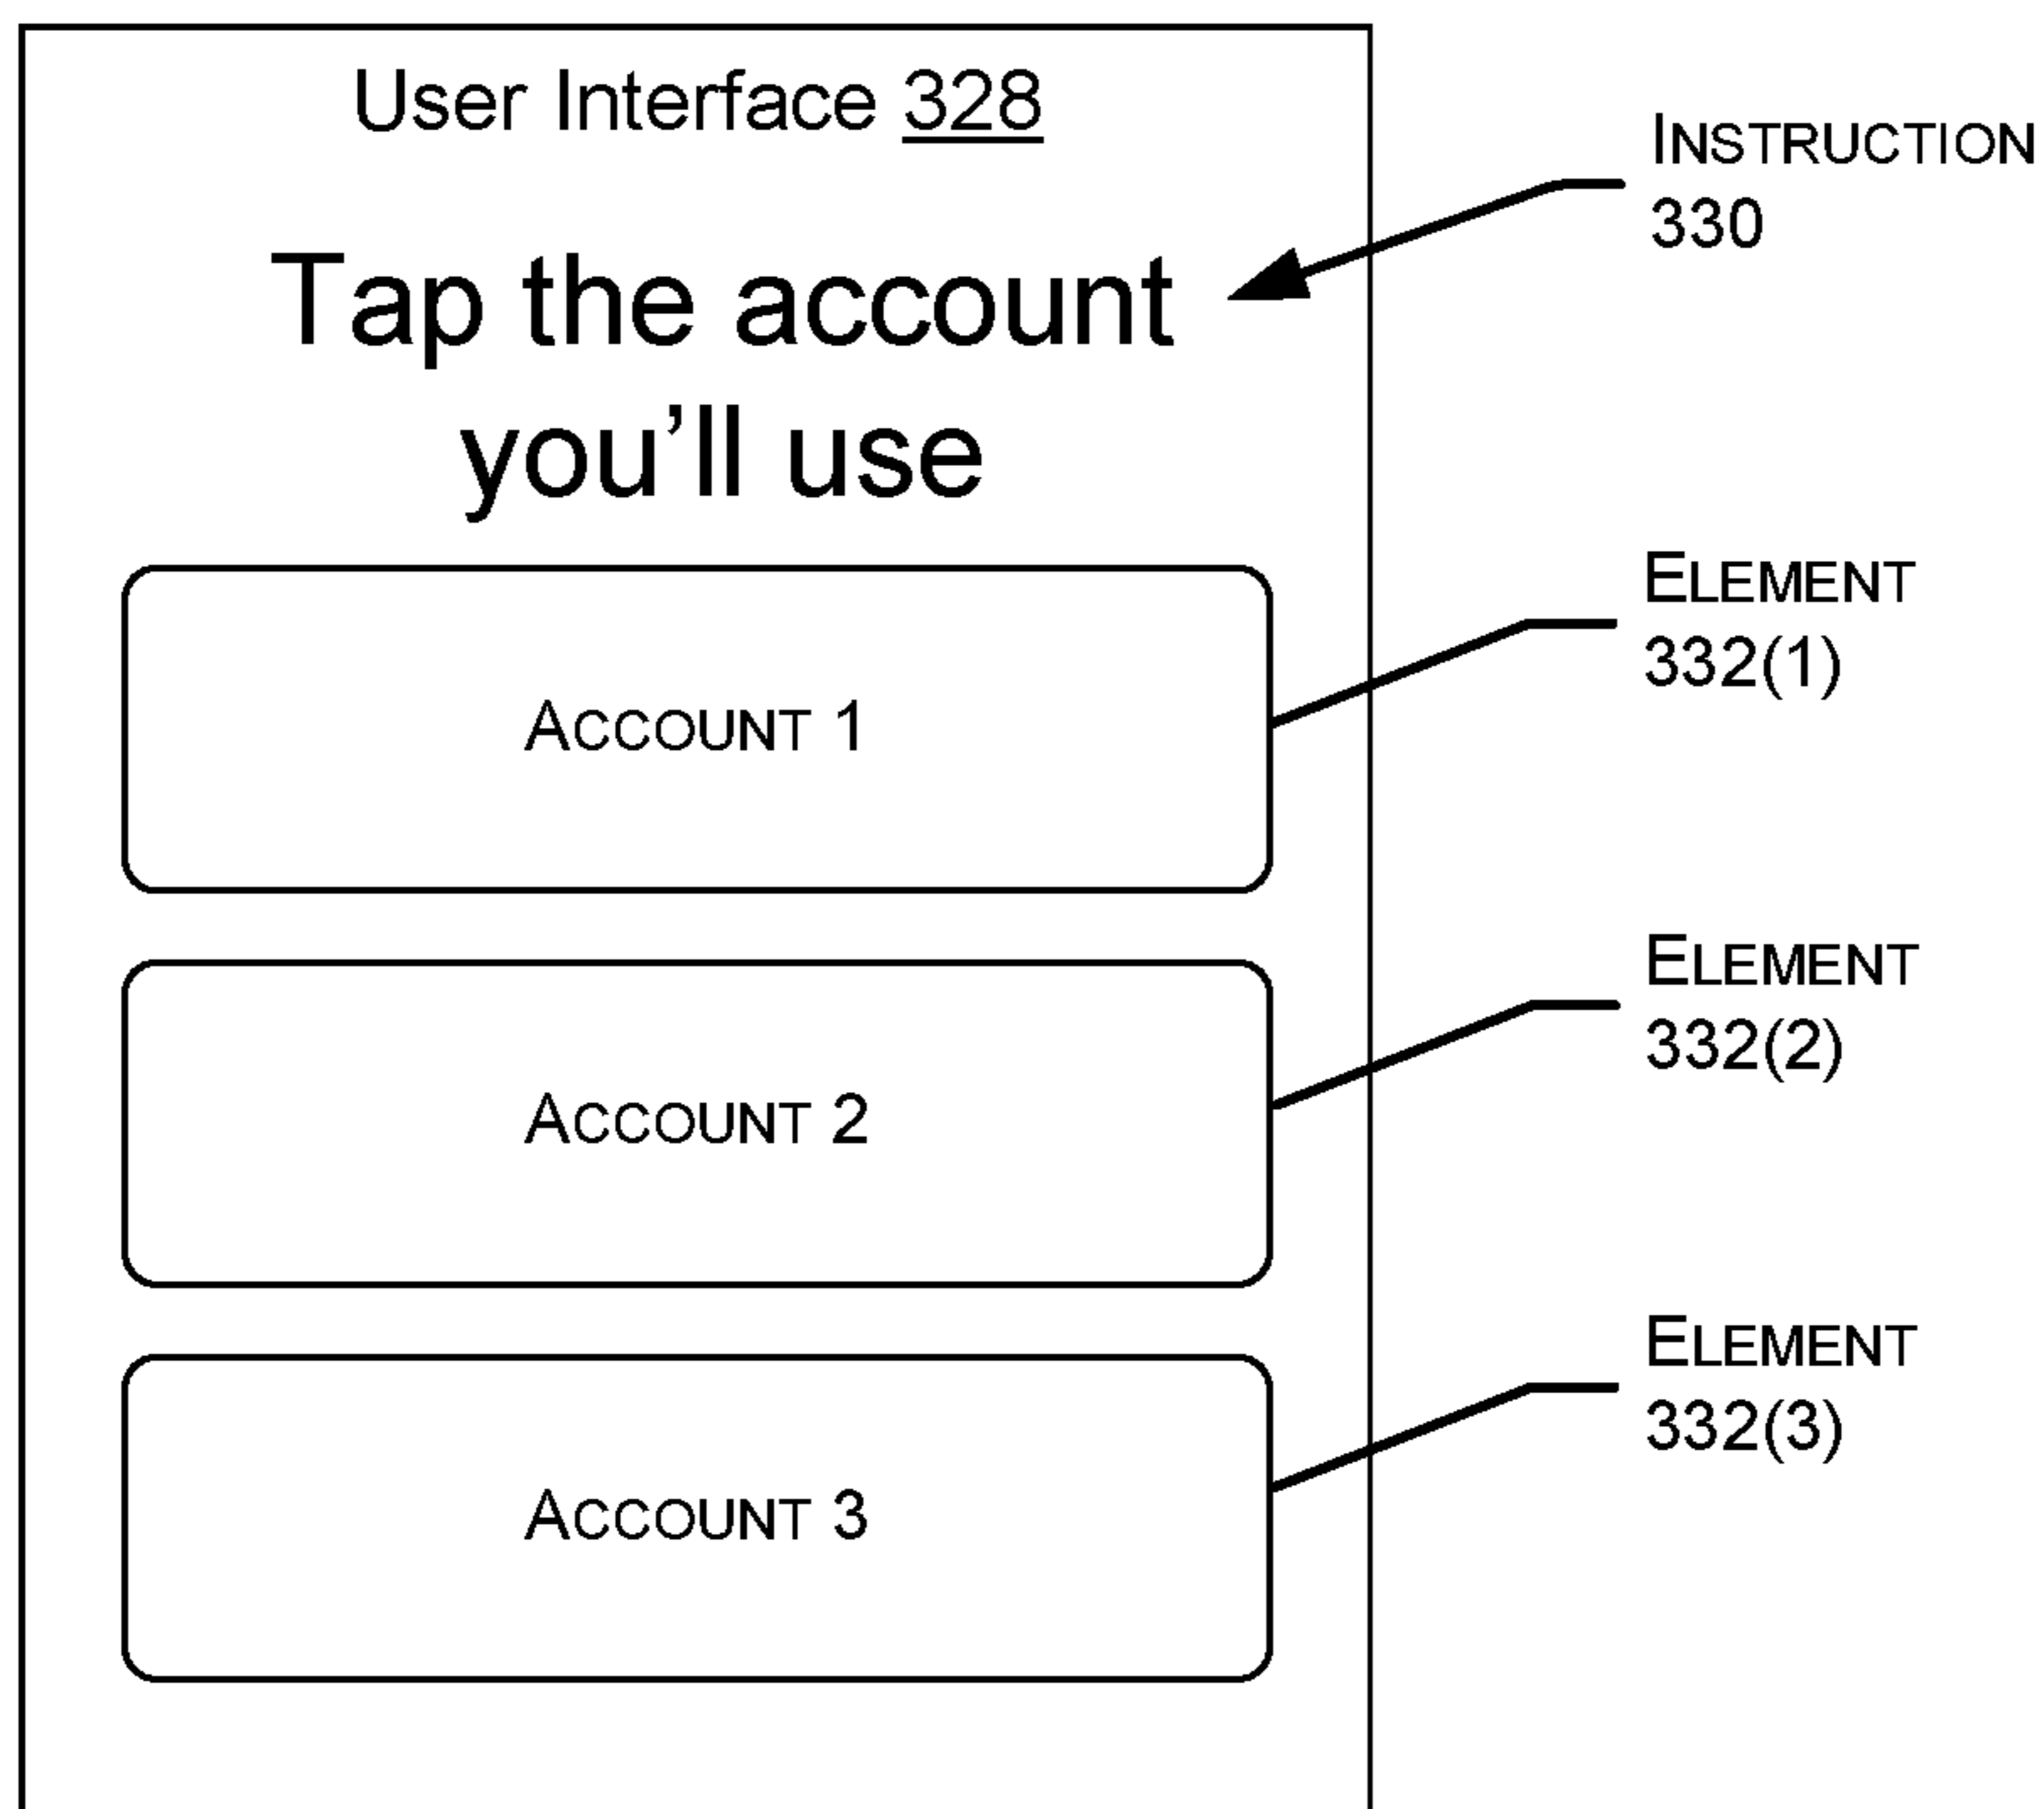 User Interface 328
INSTRUCTION
330
Tap the account
you’ll use
ELEMENT
332(1)
ACCOUNT 1
ELEMENT
332(2)
ACCOUNT 2
ELEMENT
332(3)
ACCOUNT 3